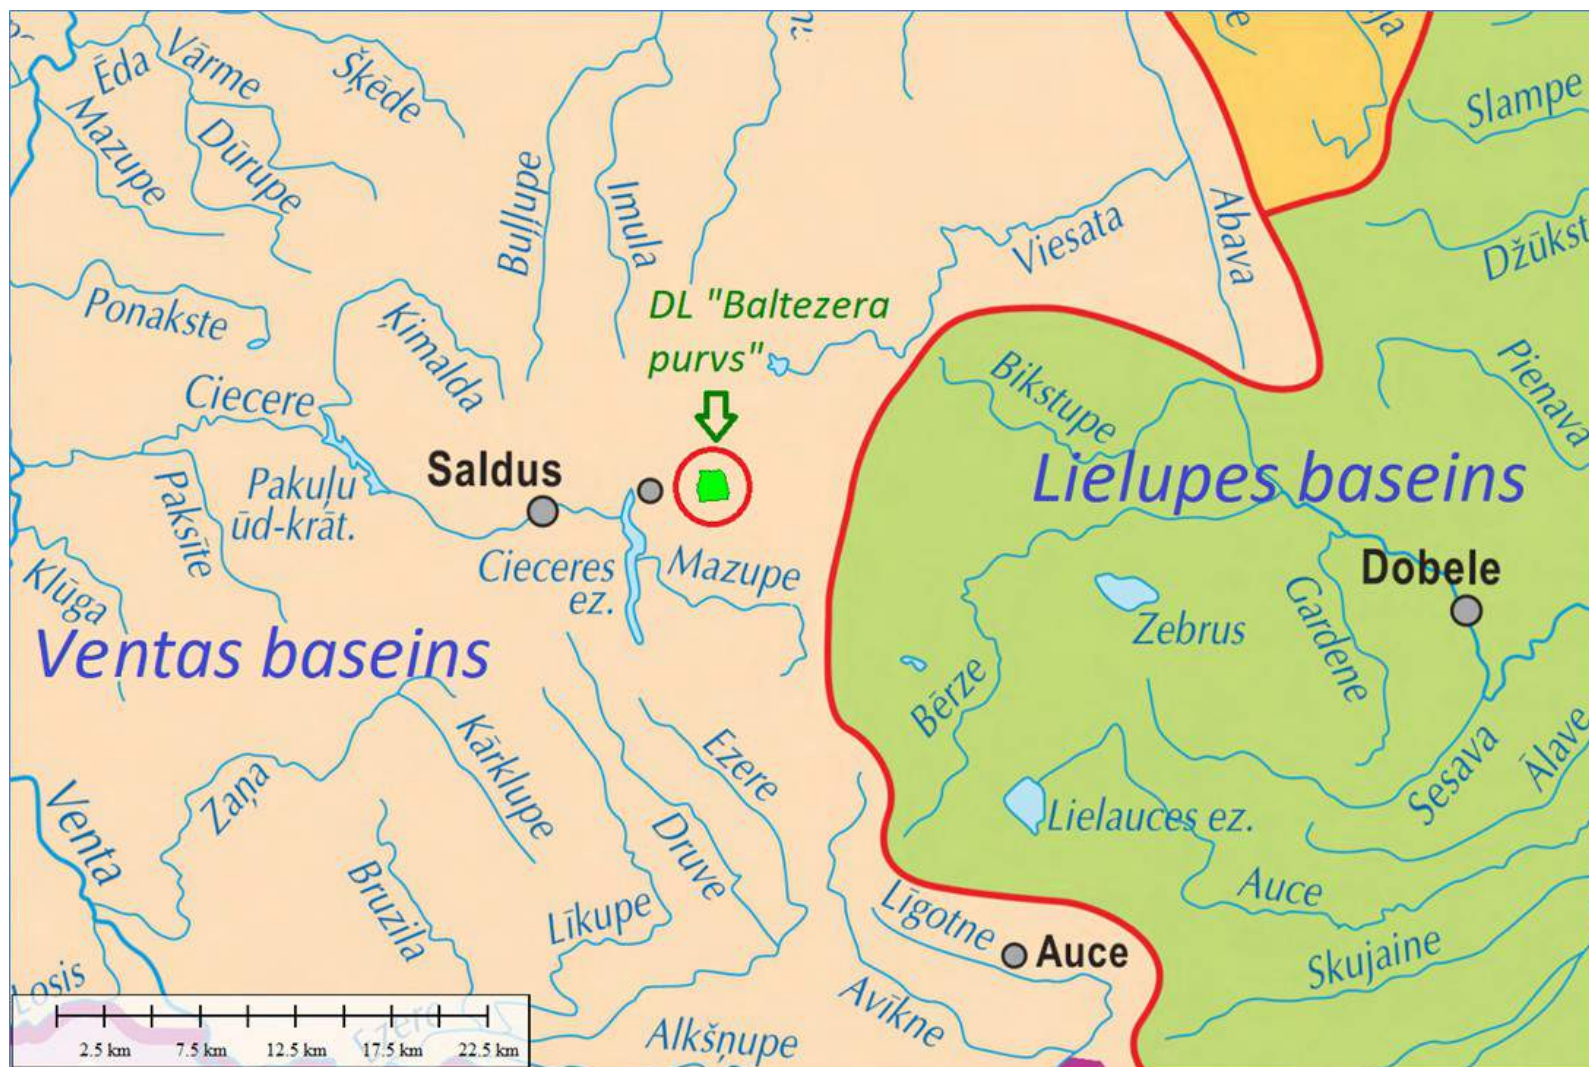 Ēda
Vārme
Šķēde
Slampe
Mazupe
Dūrupe
Buļļupe
Imula
Abava
Viesata
Džūkst
Ponakste
DL "Baltezera
purvs"
Ķimalda
Bikstupe
Pienava
Ciecere
Saldus
Lielupes baseins
Paksīte
Pakuļu
ūd-krāt.
Cieceres
ez.
Mazupe
Dobele
Klūga
Gardene
Zebrus
Ventas baseins
Bērze
Kārklupe
Ezere
Sesava
Ālave
Zaņa
Venta
Lielauces ez.
Druve
Bruzila
Auce
Līkupe
Līgotne
Auce
Skujaine
Losis
Avīkne
Ezere
Alkšņupe
2.5 km 7.5 km 12.5 km 17.5 km 22.5 km